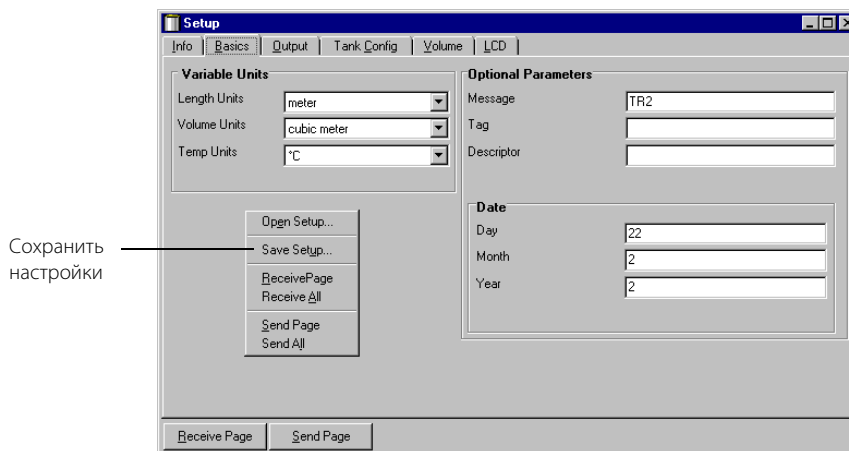 Setup
Info Basics Output Tank Config Volume LCD
Variable Units
Length Units meter
Volume Units cubic meter
Temp Units °C
Optional Parameters
Message TR2
Tag
Descriptor
Date
Day 22
Month 2
Year 2
Open Setup...
Save Setup...
ReceivePage
Receive All
Send Page
Send All
Сохранить
настройки
Receive Page Send Page